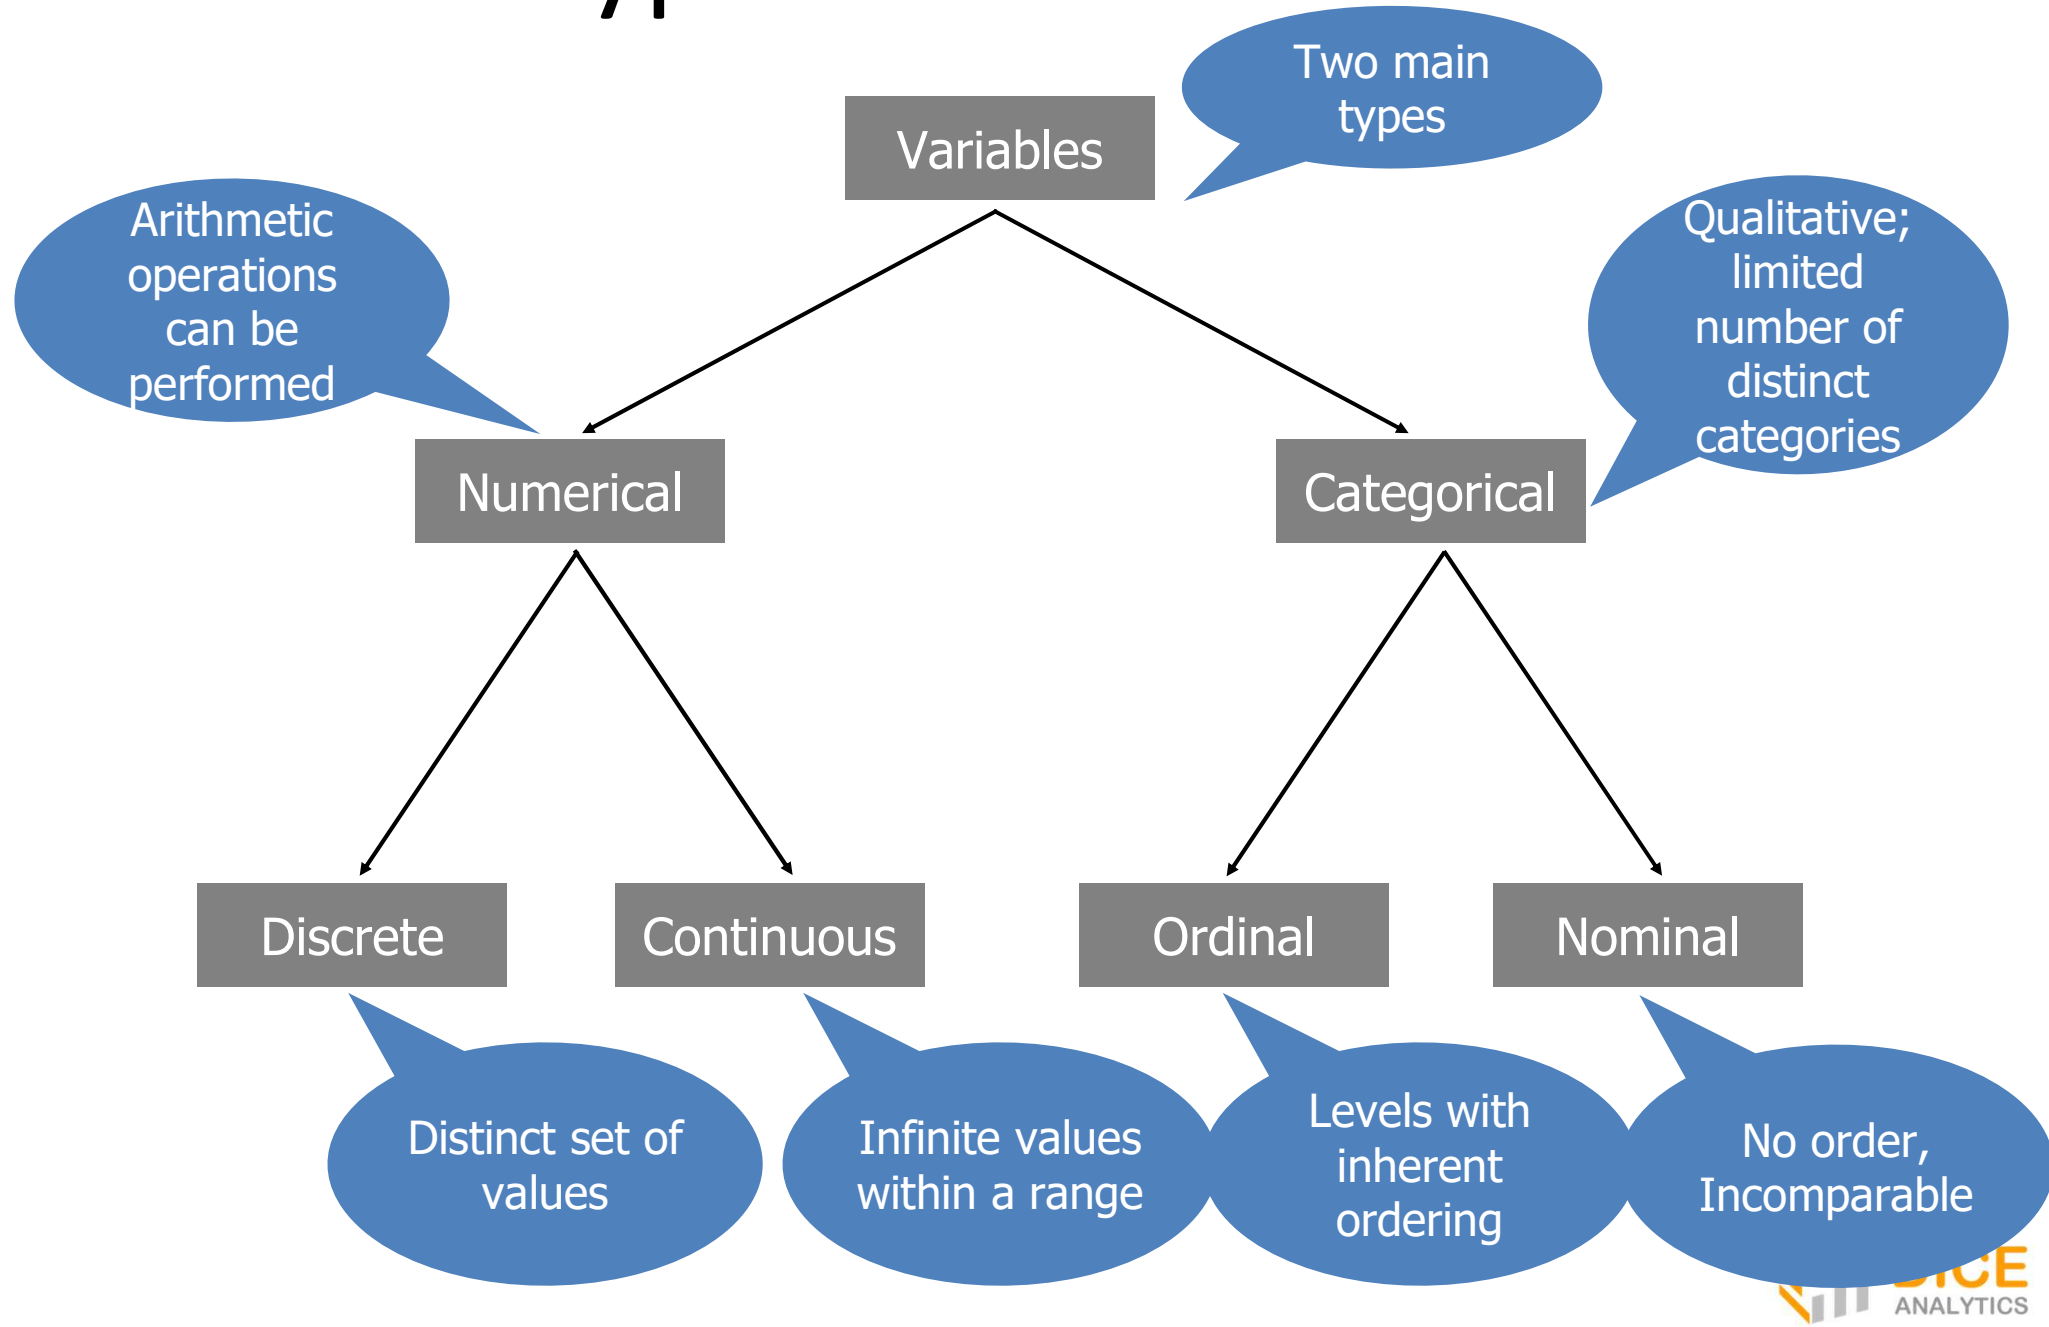 Two main
types
Variables
Arithmetic
operations
can be
performed
Qualitative;
limited
number of
distinct
categories
Numerical
Categorical
Discrete
Continuous
Ordinal
Nominal
Distinct set of
values
Infinite values
within a range
Levels with
inherent
ordering
No order,
Incomparable
ANALYTICS